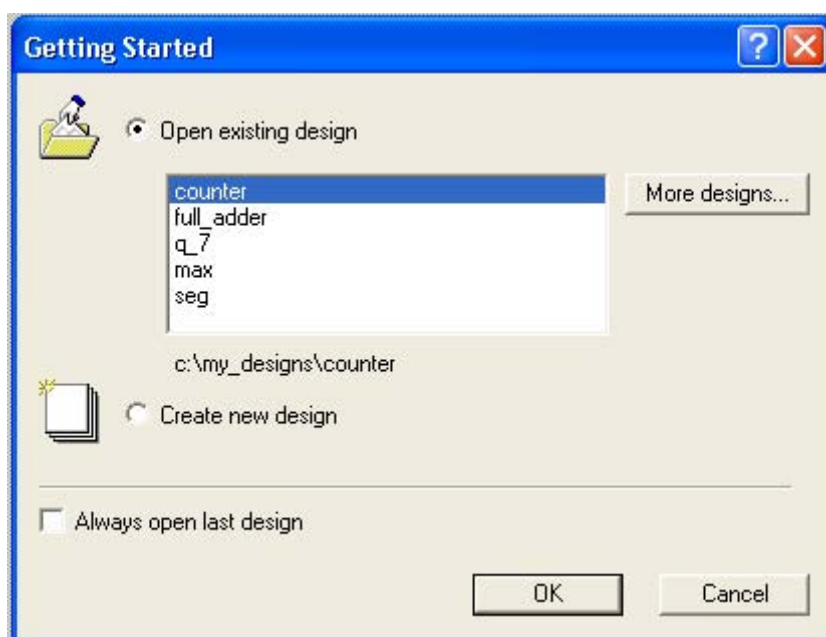 Getting Started
Open existing design
counter
More designs...
full_adder
q_7
max
seg
c:\my_designs\counter
Create new design
Always open last design
OK
Cancel